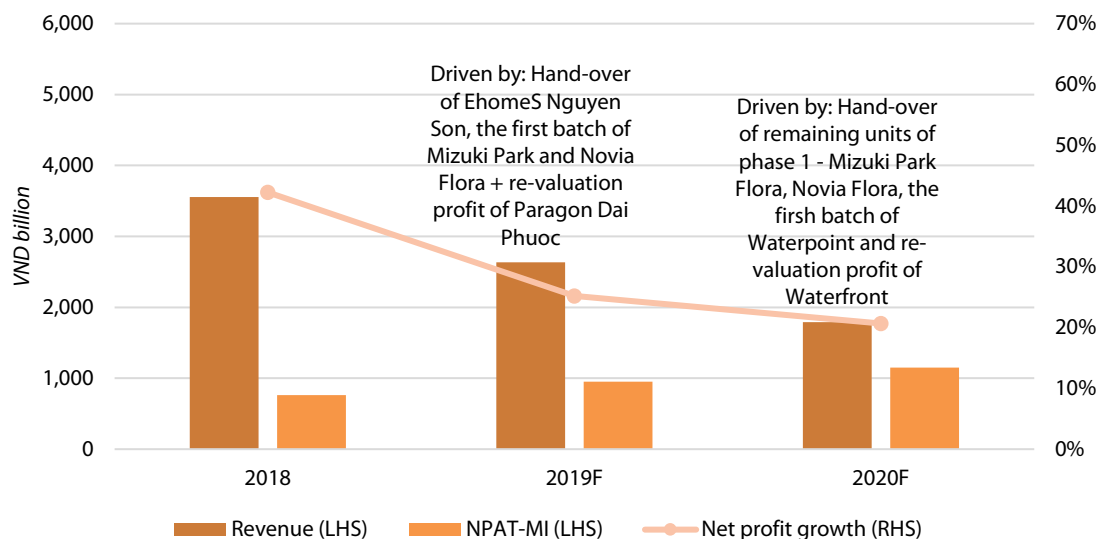 6,000
5,000
4,000
3,000
2,000
1,000
0
VND billion
70%
60%
50%
40%
30%
20%
10%
0%
Driven by: Hand-over
of EhomeS Nguyen
Son, the first batch of
Mizuki Park and Novia
Flora + re-valuation
profit of Paragon Dai
Phuoc
Driven by: Hand-over
of remaining units of
phase 1 - Mizuki Park
Flora, Novia Flora, the
firsh batch of
Waterpoint and re-
valuation profit of
Waterfront
2018
2019F
2020F
Revenue (LHS)
NPAT-MI (LHS)
Net profit growth (RHS)